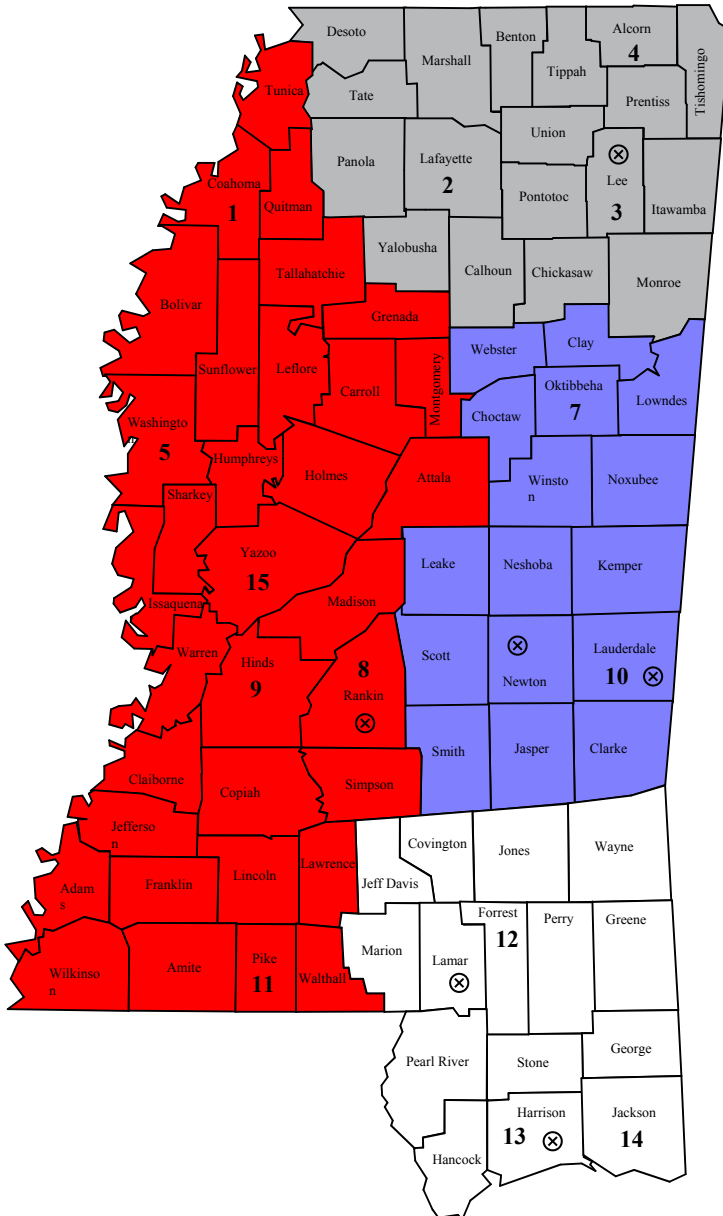 Desoto
Marshall
Benton
Tippah
Alcorn
4
Tishomingo
Tunica
Tate
Prentiss
Union
Panola
Lafayette
2
Lee
3
Pontotoc
Itawamba
Coahoma
1
Quitman
Yalobusha
Calhoun
Chickasaw
Monroe
Tallahatchie
Bolivar
Grenada
Webster
Clay
Sunflower
Leflore
Carroll
Montgomery
Oktibbeha
7
Lowndes
Choctaw
Washingto
n
5
Humphreys
Holmes
Attala
Winsto
n
Noxubee
Sharkey
Yazoo
15
Leake
Neshoba
Kemper
Issaquena
Madison
Warren
Hinds
9
8
Rankin
Scott
Newton
Lauderdale
10
Claiborne
Copiah
Simpson
Smith
Jasper
Clarke
Jefferso
n
Covington
Jones
Wayne
Adam
s
Franklin
Lincoln
Lawrence
Jeff Davis
Forrest
12
Perry
Greene
Wilkinso
n
Amite
Pike
11
Walthall
Marion
Lamar
Pearl River
Stone
George
Harrison
13
Jackson
14
Hancock